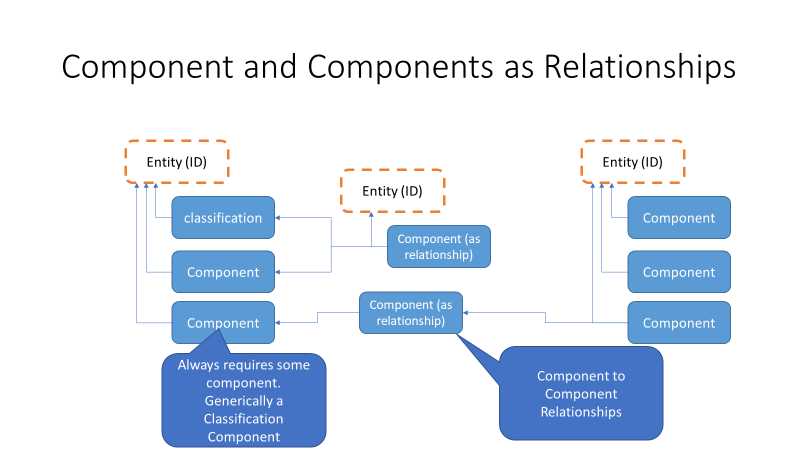 Component and Components as Relationships
Entity (ID)
Entity (ID)
Entity (ID)
classification
Component
Component (as
relationship)
Component
Component
Component (as
relationship)
Component
Component
Always requires some
component.
Generically a
Classification
Component
Component to
Component
Relationships